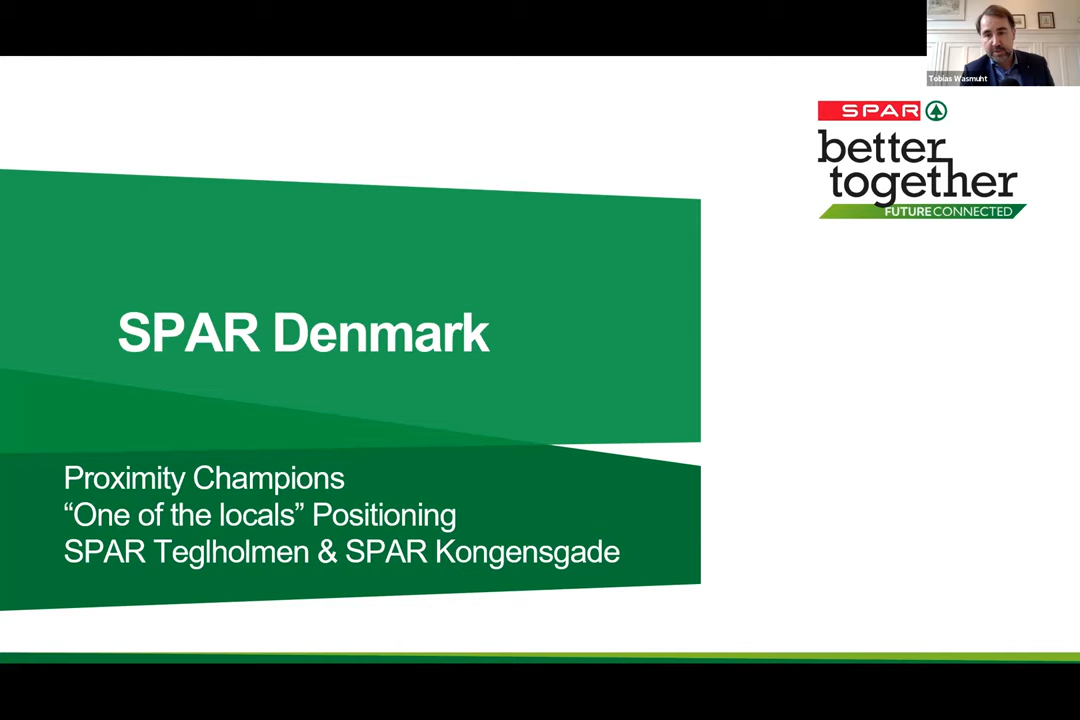 Tobias Wasmuht
SPAR
better
together
FUTURECONNECTED
SPAR Denmark
Proximity Champions
“One of the locals” Positioning
SPAR Teglholmen & SPAR Kongensgade